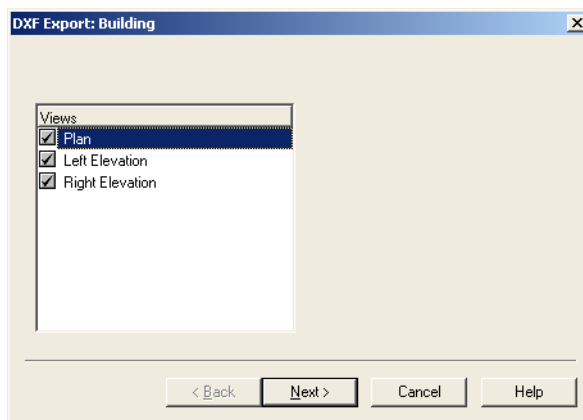 DXF Export: Building
Views
Plan
Left Elevation
Right Elevation
< Back Next > Cancel Help